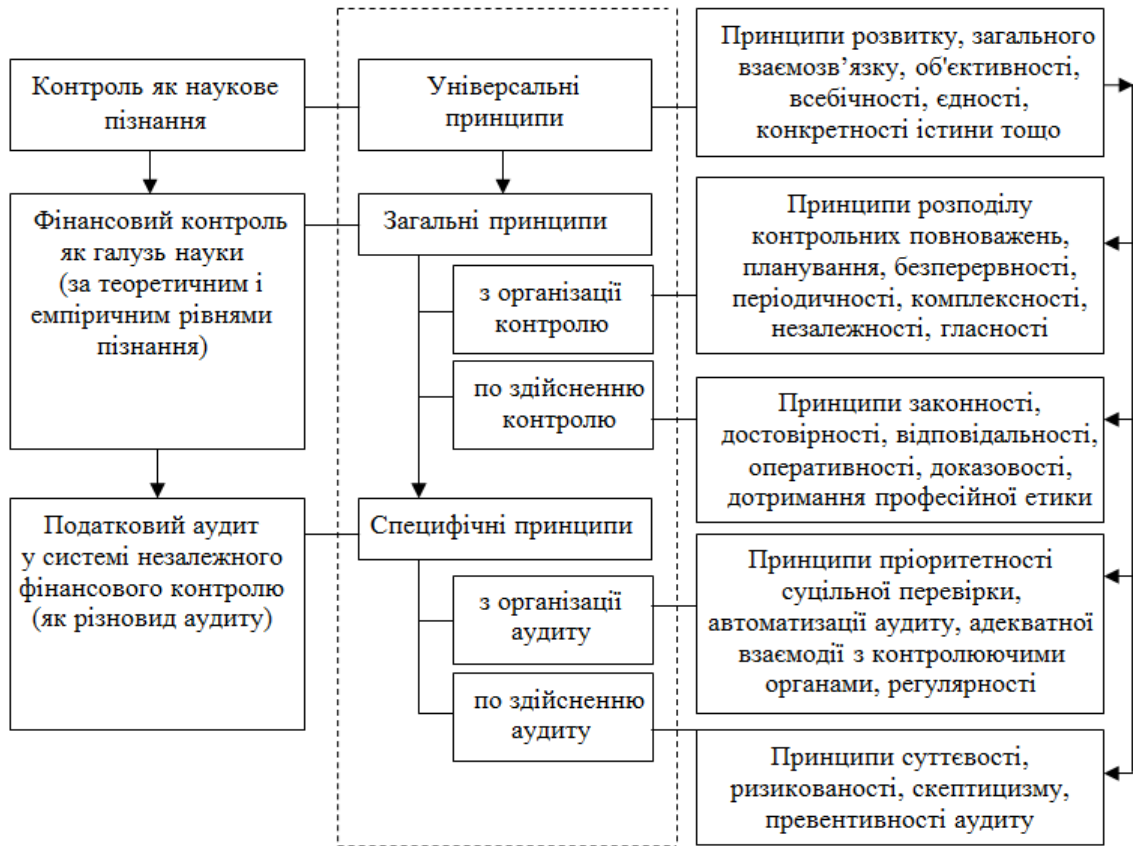 Контроль як наукове
пізнання
Універсальні
принципи
Принципи розвитку, загального
взаємозв’язку, об'єктивності,
всебічності, єдності,
конкретності істини тощо
Фінансовий контроль
як галузь науки
(за теоретичним і
емпіричним рівнями
пізнання)
Загальні принципи
з організації
контролю
Принципи розподілу
контрольних повноважень,
планування, безперервності,
періодичності, комплексності,
незалежності, гласності
по здійсненню
контролю
Принципи законності,
достовірності, відповідальності,
оперативності, доказовості,
дотримання професійної етики
Податковий аудит
у системі незалежного
фінансового контролю
(як різновид аудиту)
Специфічні принципи
з організації
аудиту
Принципи пріоритетності
суцільної перевірки,
автоматизації аудиту, адекватної
взаємодії з контролюючими
органами, регулярності
по здійсненню
аудиту
Принципи суттєвості,
ризикованості, скептицизму,
превентивності аудиту